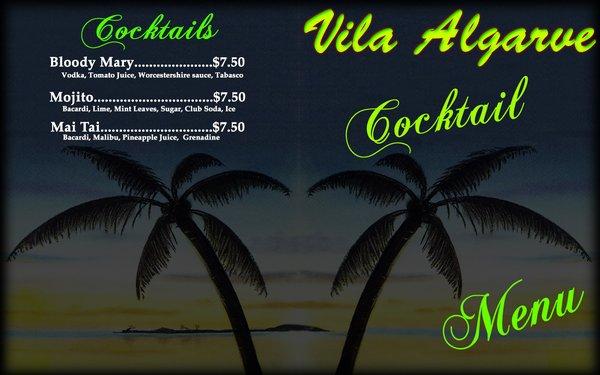 Cocktails
Bloody Mary......................$7.50
Vodka, Tomato Juice, Worcestershire sauce, Tabasco
Mojito.................................$7.50
Bacardi, Lime, Mint Leaves, Sugar, Club Soda, Ice
Mai Tai...............................$7.50
Bacardi, Malibu, Pineapple Juice, Grenadine
Vila Algarve
Cocktail
Menu